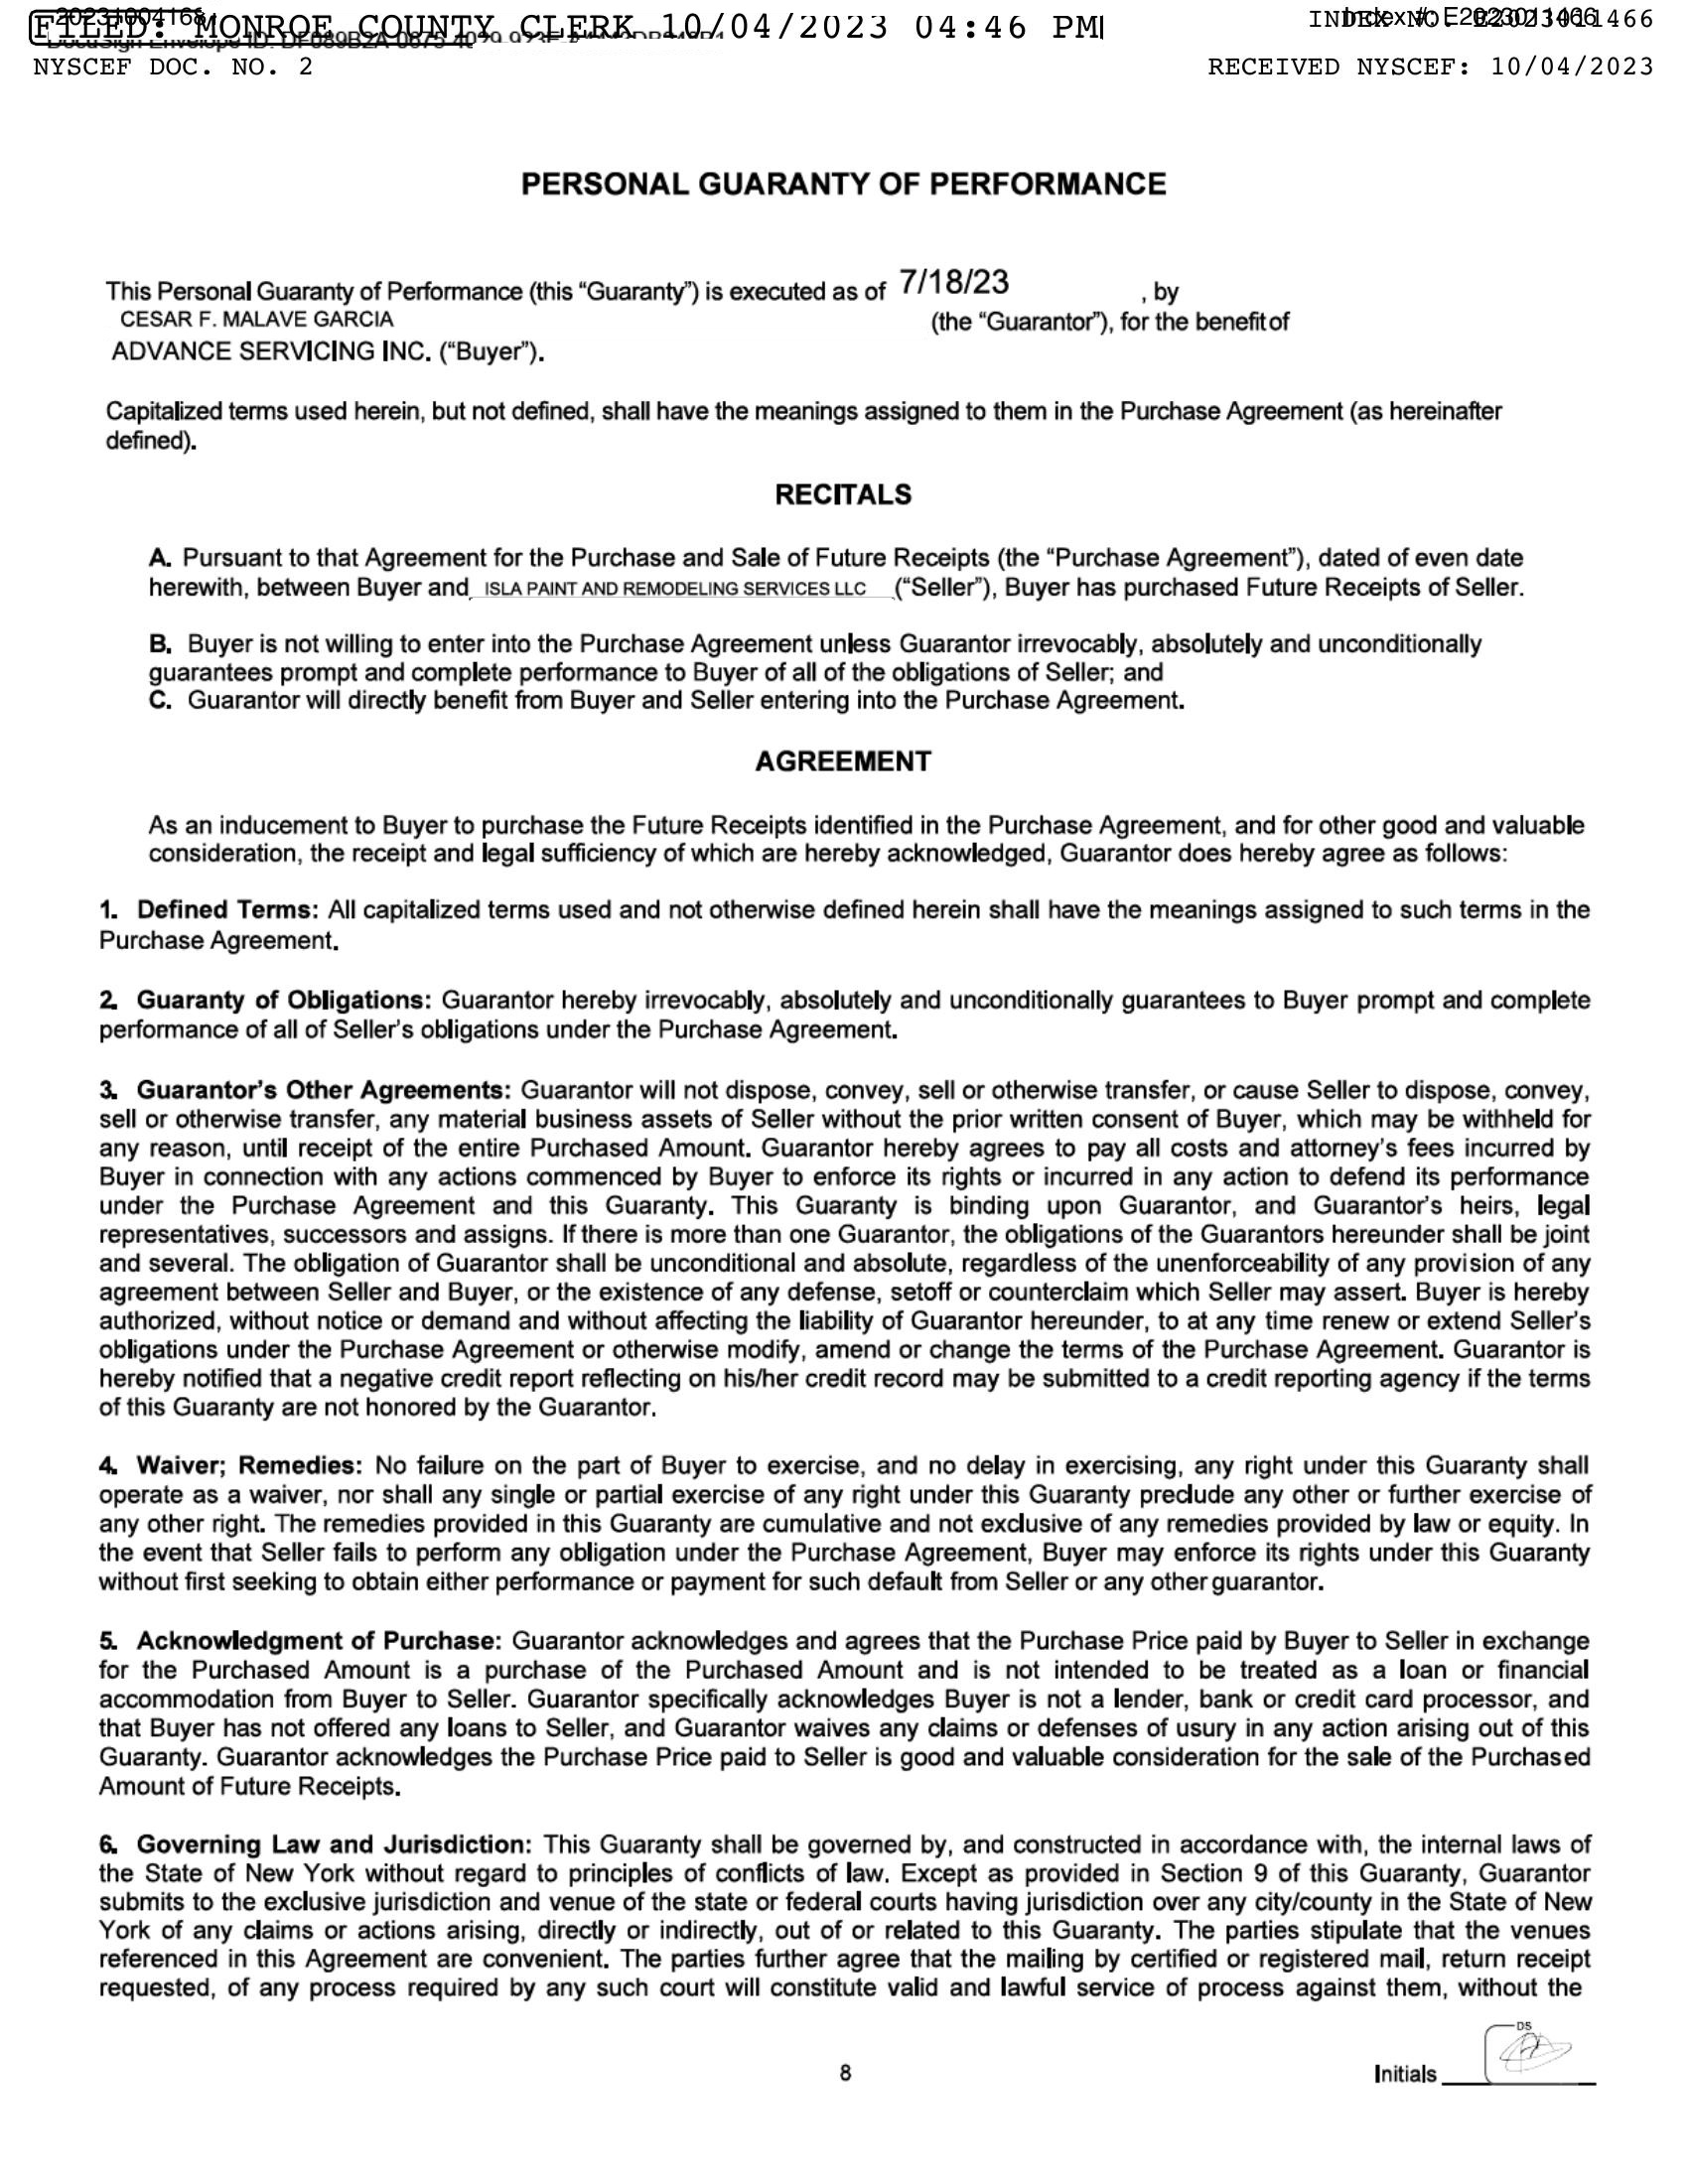 FILED: MONROE COUNTY CLERK 10/04/2023 04:46 PM
NYSCEF DOC. NO. 2
RECEIVED NYSCEF: 10/04/2023
PERSONAL GUARANTY OF PERFORMANCE
This Personal Guaranty of Performance (this “Guaranty”) is executed as of 7/18/23 , by
CESAR F. MALAVE GARCIA (the “Guarantor”), for the benefit of
ADVANCE SERVICING INC. (“Buyer”).
Capitalized terms used herein, but not defined, shall have the meanings assigned to them in the Purchase Agreement (as hereinafter
defined).
RECITALS
A. Pursuant to that Agreement for the Purchase and Sale of Future Receipts (the “Purchase Agreement”), dated of even date
herewith, between Buyer and ISLA PAINT AND REMODELING SERVICES LLC (“Seller”), Buyer has purchased Future Receipts of Seller.
B. Buyer is not willing to enter into the Purchase Agreement unless Guarantor irrevocably, absolutely and unconditionally
guarantees prompt and complete performance to Buyer of all of the obligations of Seller; and
C. Guarantor will directly benefit from Buyer and Seller entering into the Purchase Agreement.
AGREEMENT
As an inducement to Buyer to purchase the Future Receipts identified in the Purchase Agreement, and for other good and valuable
consideration, the receipt and legal sufficiency of which are hereby acknowledged, Guarantor does hereby agree as follows:
1. Defined Terms: All capitalized terms used and not otherwise defined herein shall have the meanings assigned to such terms in the
Purchase Agreement.
2. Guaranty of Obligations: Guarantor hereby irrevocably, absolutely and unconditionally guarantees to Buyer prompt and complete
performance of all of Seller’s obligations under the Purchase Agreement.
3. Guarantor’s Other Agreements: Guarantor will not dispose, convey, sell or otherwise transfer, or cause Seller to dispose, convey,
sell or otherwise transfer, any material business assets of Seller without the prior written consent of Buyer, which may be withheld for
any reason, until receipt of the entire Purchased Amount. Guarantor hereby agrees to pay all costs and attorney’s fees incurred by
Buyer in connection with any actions commenced by Buyer to enforce its rights or incurred in any action to defend its performance
under the Purchase Agreement and this Guaranty. This Guaranty is binding upon Guarantor, and Guarantor’s heirs, legal
representatives, successors and assigns. If there is more than one Guarantor, the obligations of the Guarantors hereunder shall be joint
and several. The obligation of Guarantor shall be unconditional and absolute, regardless of the unenforceability of any provision of any
agreement between Seller and Buyer, or the existence of any defense, setoff or counterclaim which Seller may assert. Buyer is hereby
authorized, without notice or demand and without affecting the liability of Guarantor hereunder, to at any time renew or extend Seller’s
obligations under the Purchase Agreement or otherwise modify, amend or change the terms of the Purchase Agreement. Guarantor is
hereby notified that a negative credit report reflecting on his/her credit record may be submitted to a credit reporting agency if the terms
of this Guaranty are not honored by the Guarantor.
4. Waiver; Remedies: No failure on the part of Buyer to exercise, and no delay in exercising, any right under this Guaranty shall
operate as a waiver, nor shall any single or partial exercise of any right under this Guaranty preclude any other or further exercise of
any other right. The remedies provided in this Guaranty are cumulative and not exclusive of any remedies provided by law or equity. In
the event that Seller fails to perform any obligation under the Purchase Agreement, Buyer may enforce its rights under this Guaranty
without first seeking to obtain either performance or payment for such default from Seller or any other guarantor.
5. Acknowledgment of Purchase: Guarantor acknowledges and agrees that the Purchase Price paid by Buyer to Seller in exchange
for the Purchased Amount is a purchase of the Purchased Amount and is not intended to be treated as a loan or financial
accommodation from Buyer to Seller. Guarantor specifically acknowledges Buyer is not a lender, bank or credit card processor, and
that Buyer has not offered any loans to Seller, and Guarantor waives any claims or defenses of usury in any action arising out of this
Guaranty. Guarantor acknowledges the Purchase Price paid to Seller is good and valuable consideration for the sale of the Purchased
Amount of Future Receipts.
6. Governing Law and Jurisdiction: This Guaranty shall be governed by, and constructed in accordance with, the internal laws of
the State of New York without regard to principles of conflicts of law. Except as provided in Section 9 of this Guaranty, Guarantor
submits to the exclusive jurisdiction and venue of the state or federal courts having jurisdiction over any city/county in the State of New
York of any claims or actions arising, directly or indirectly, out of or related to this Guaranty. The parties stipulate that the venues
referenced in this Agreement are convenient. The parties further agree that the mailing by certified or registered mail, return receipt
requested, of any process required by any such court will constitute valid and lawful service of process against them, without the
DS
8
Initials